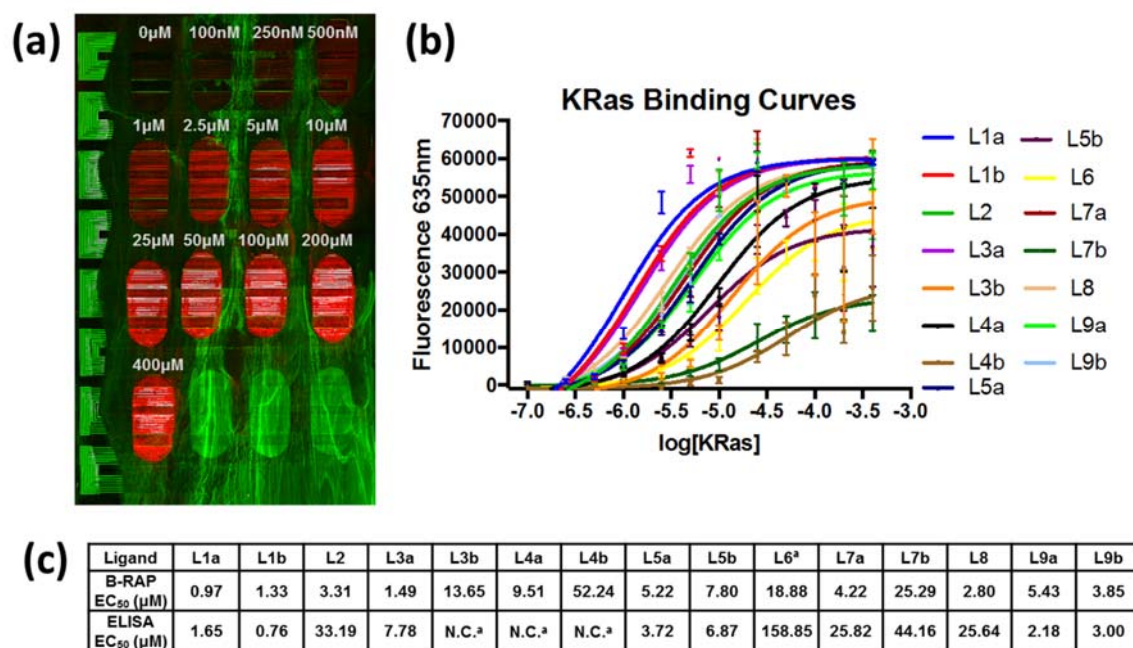 (a)
0µM 100nM 250nM 500nM
1µM 2.5µM 5µM 10µM
25µM 50µM 100µM 200µM
400µM
(b)
KRas Binding Curves
Fluorescence 635nm
70000
60000
50000
40000
30000
20000
10000
0
-7.0 -6.5 -6.0 -5.5 -5.0 -4.5 -4.0 -3.5 -3.0
log[KRas]
L1a
L1b
L2
L3a
L3b
L4a
L4b
L5a
L5b
L6
L7a
L7b
L8
L9a
L9b
(c)
Ligand L1a L1b L2 L3a L3b L4a L4b L5a L5b L6ª L7a L7b L8 L9a L9b
B-RAP
EC₅₀ (µM) 0.97 1.33 3.31 1.49 13.65 9.51 52.24 5.22 7.80 18.88 4.22 25.29 2.80 5.43 3.85
ELISA
EC₅₀ (µM) 1.65 0.76 33.19 7.78 N.C.ª N.C.ª N.C.ª 3.72 6.87 158.85 25.82 44.16 25.64 2.18 3.00